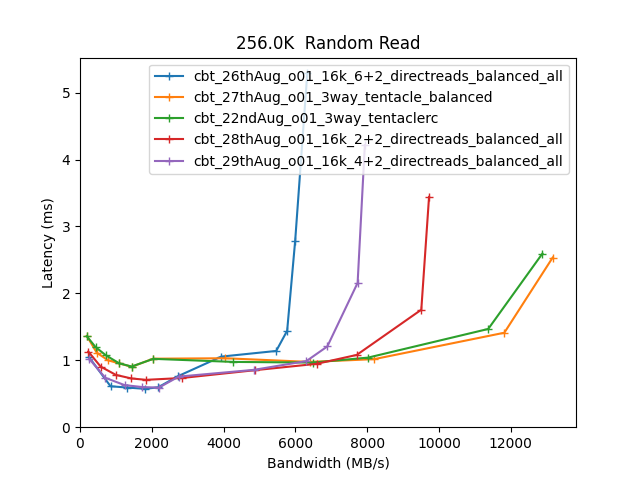 256.0K  Random Read
cbt_26thAug_o01_16k_6+2_directreads_balanced_all
cbt_27thAug_o01_3way_tentacle_balanced
cbt_22ndAug_o01_3way_tentaclerc
cbt_28thAug_o01_16k_2+2_directreads_balanced_all
cbt_29thAug_o01_16k_4+2_directreads_balanced_all
Latency (ms)
5
4
3
2
1
0
0 2000 4000 6000 8000 10000 12000
Bandwidth (MB/s)